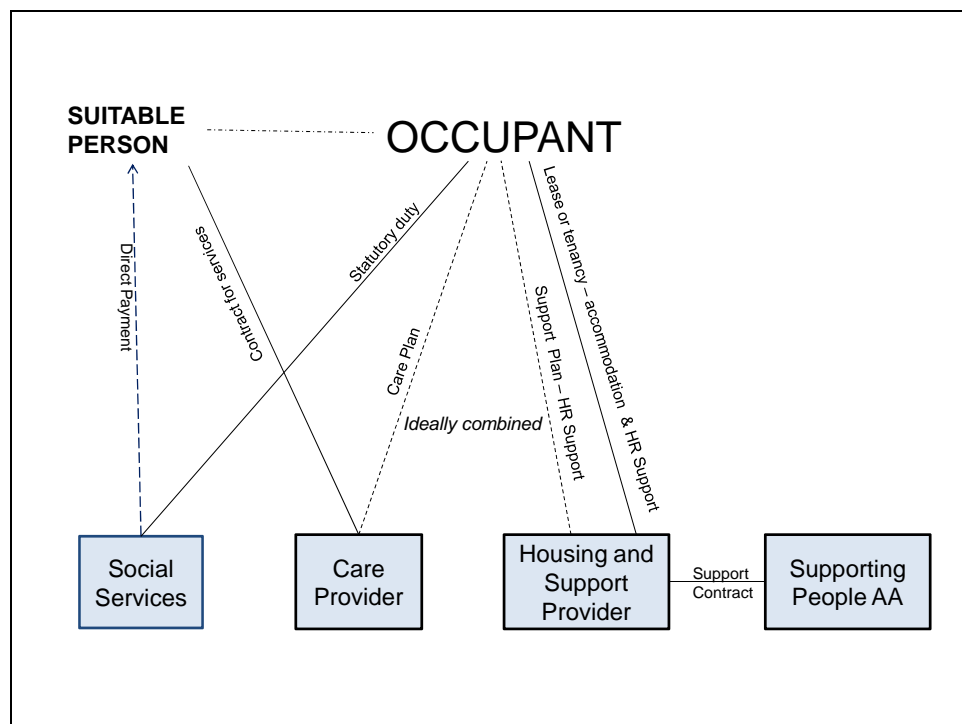 SUITABLE
PERSON
OCCUPANT
Direct Payment
Contract for services
Statutory duty
Care Plan
Ideally combined
Support Plan – HR Support
Lease or tenancy – accommodation & HR Support
Social
Services
Care
Provider
Housing and
Support
Provider
Support
Contract
Supporting
People AA